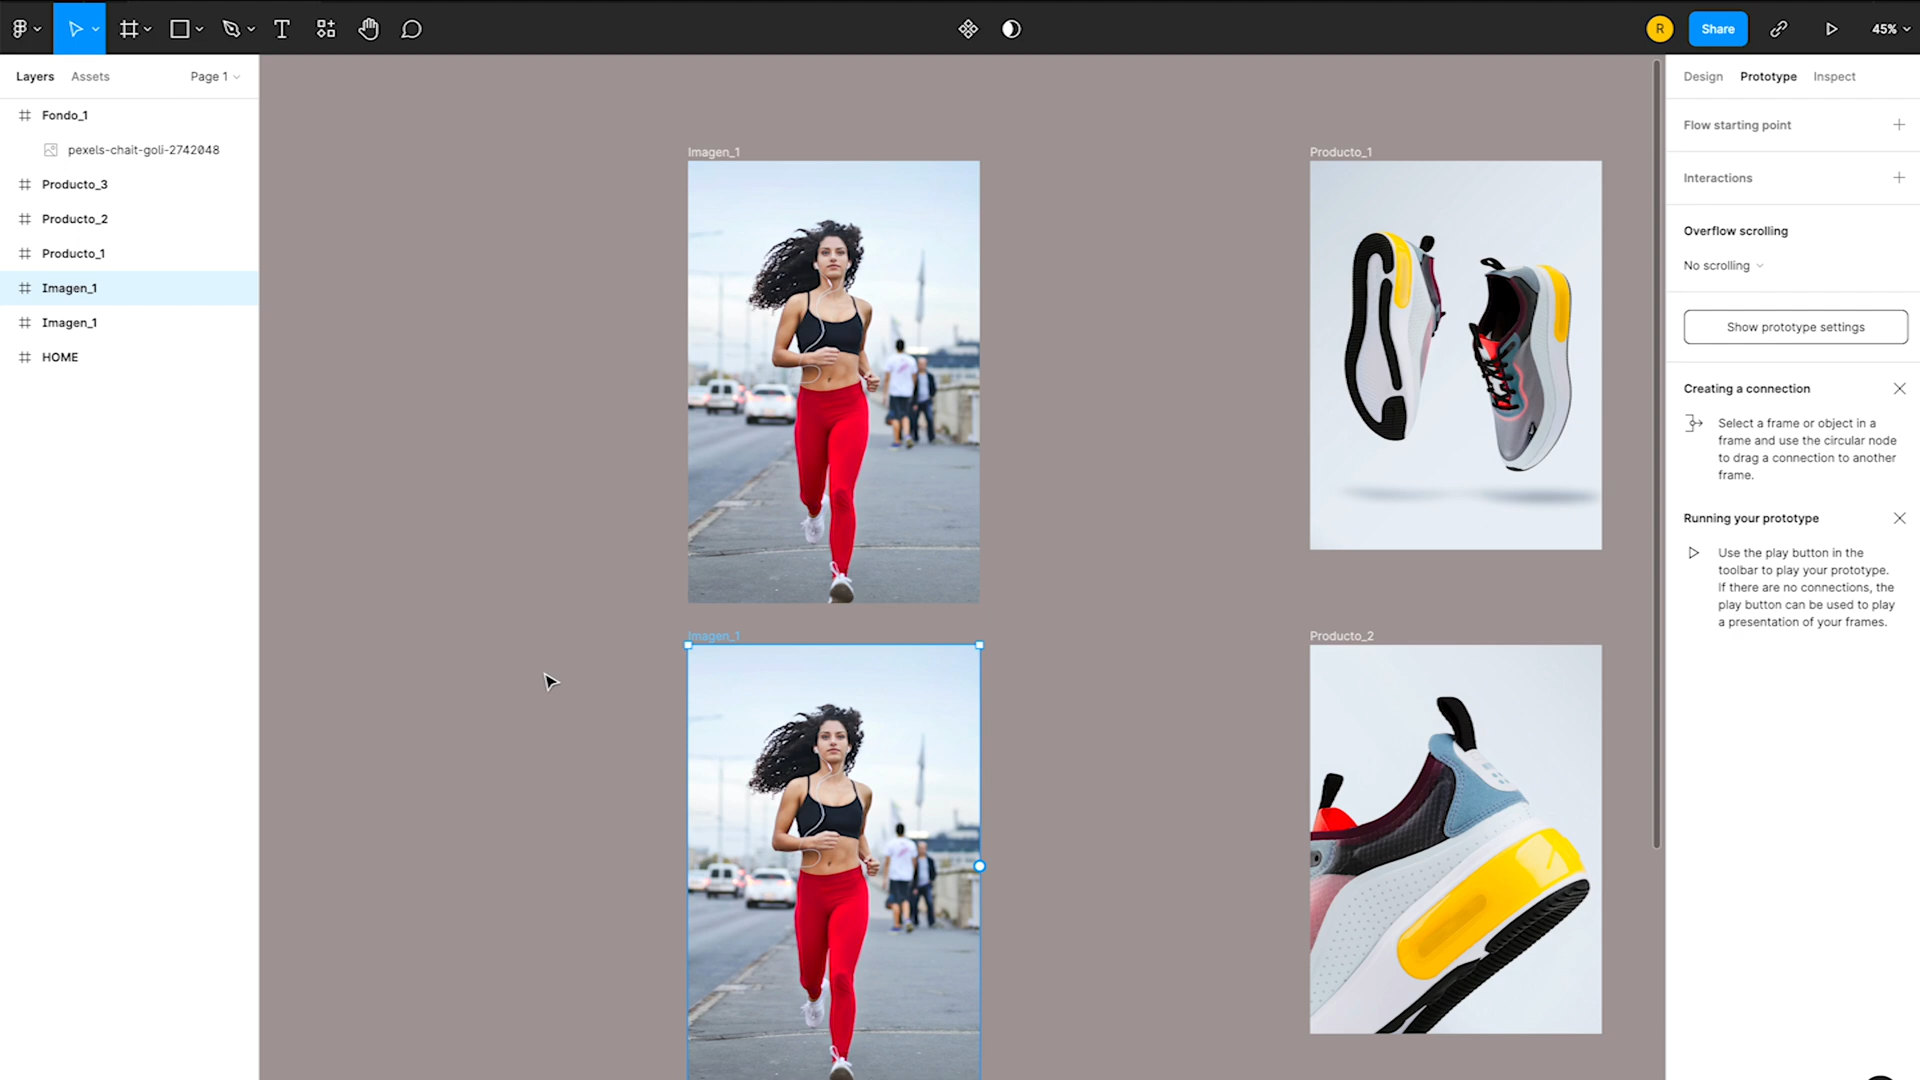 R
Share
45%
Layers
Assets
Page 1
Fondo_1
pexels-chait-goli-2742048
Producto_3
Producto_2
Producto_1
Imagen_1
Imagen_1
HOME
Imagen_1
Producto_1
Imagen_1
Producto_2
Design
Prototype
Inspect
Flow starting point
Interactions
Overflow scrolling
No scrolling
Show prototype settings
Creating a connection
Select a frame or object in a
frame and use the circular node
to drag a connection to another
frame.
Running your prototype
Use the play button in the
toolbar to play your prototype.
If there are no connections, the
play button can be used to play
a presentation of your frames.